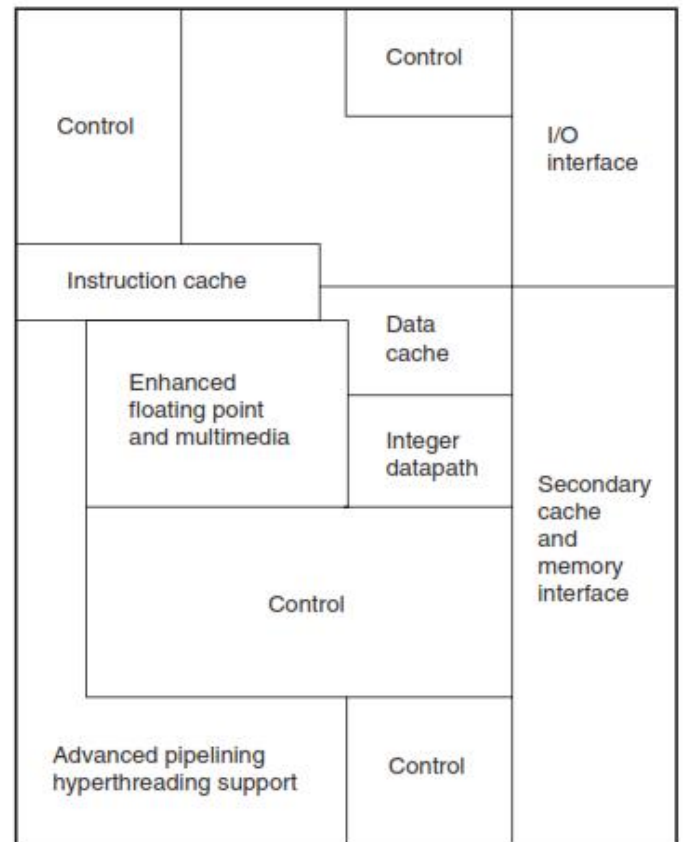 Control
Control
I/O
interface
Instruction cache
Data
cache
Enhanced
floating point
and multimedia
Integer
datapath
Secondary
cache
and
memory
interface
Control
Advanced pipelining
hyperthreading support
Control